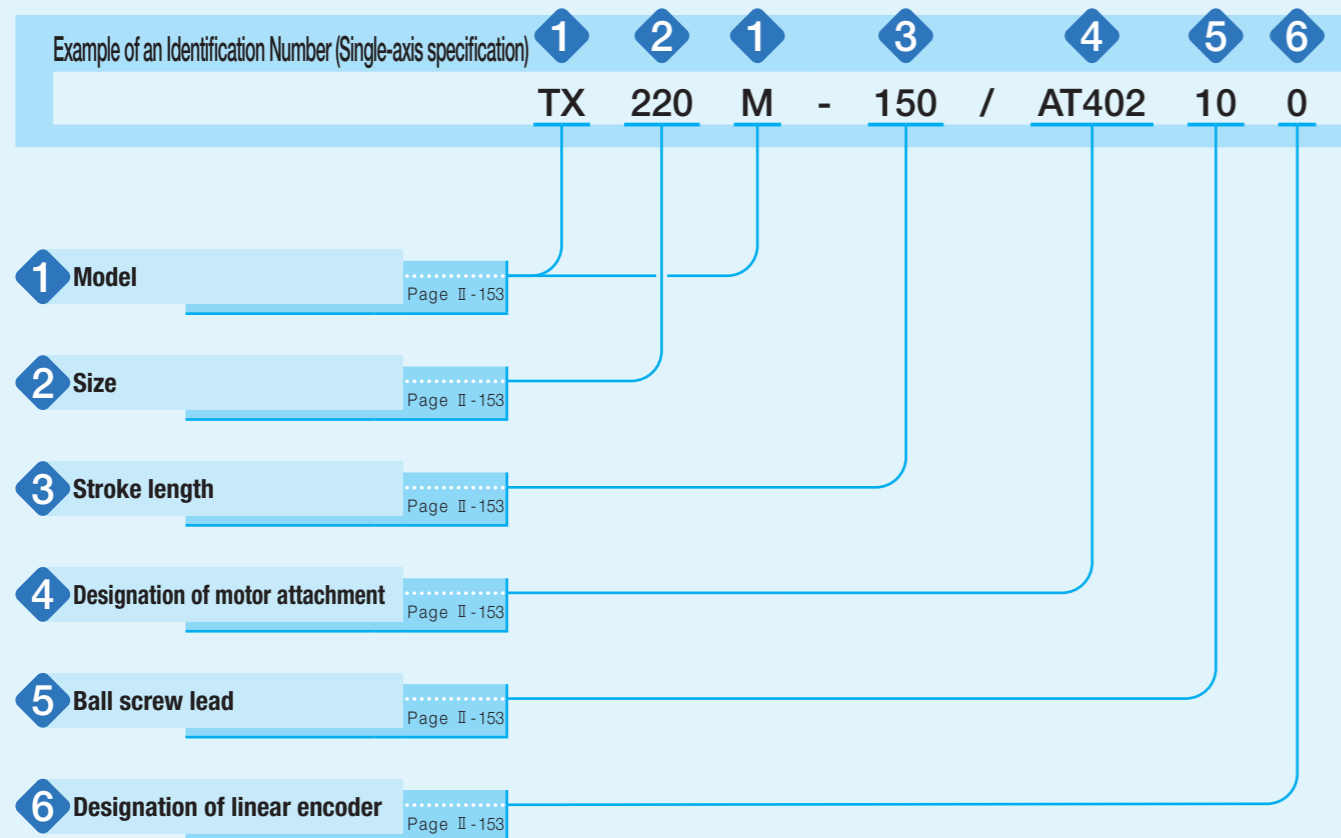 Example of an Identification Number (Single-axis specification) 1 2 1 3 4 5 6
TX 220 M - 150 / AT402 10 0
1 Model
Page Ⅱ-153
2 Size
Page Ⅱ-153
3 Stroke length
Page Ⅱ-153
4 Designation of motor attachment
Page Ⅱ-153
5 Ball screw lead
Page Ⅱ-153
6 Designation of linear encoder
Page Ⅱ-153